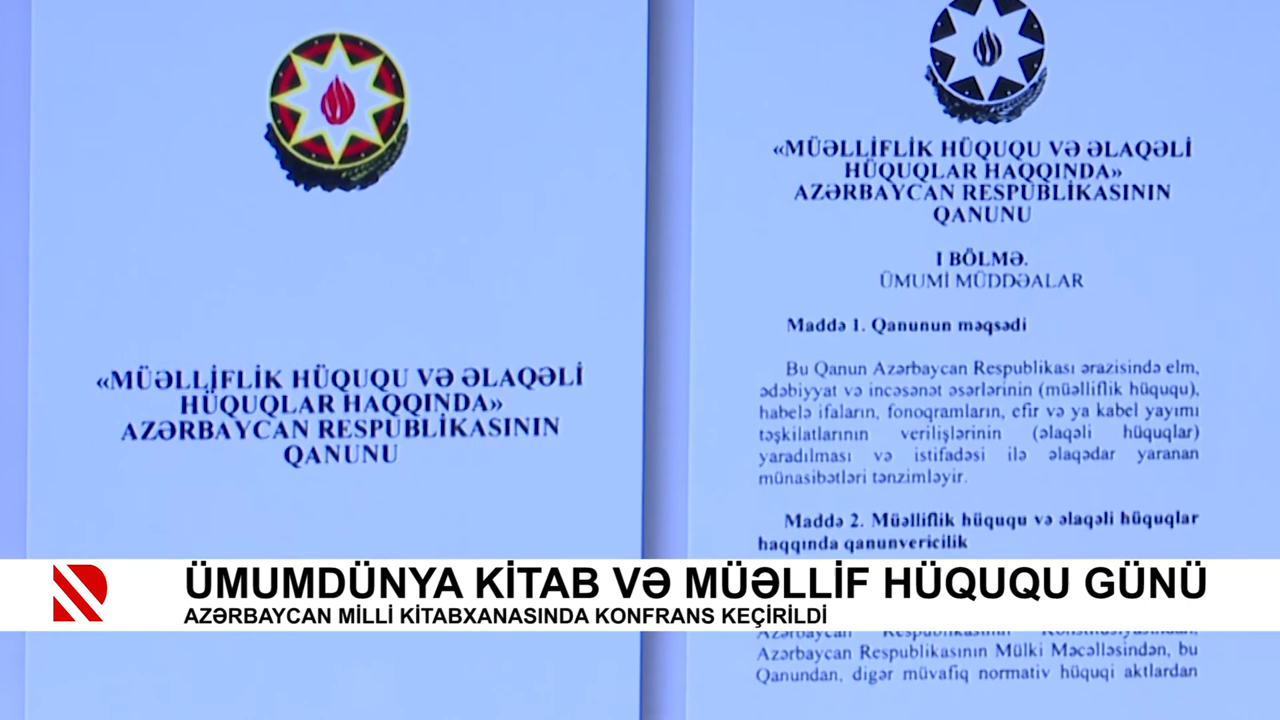 «MÜƏLLİFLİK HÜQUQU VƏ ƏLAQƏLİ
HÜQUQLAR HAQQINDA»
AZƏRBAYCAN RESPUBLİKASININ
QANUNU
«MÜƏLLİFLİK HÜQUQU VƏ ƏLAQƏLİ
HÜQUQLAR HAQQINDA»
AZƏRBAYCAN RESPUBLİKASININ
QANUNU
I BÖLMƏ.
ÜMUMİ MÜDDƏALAR
Maddə 1. Qanunun məqsədi
Bu Qanun Azərbaycan Respublikası ərazisində elm,
ədəbiyyat və incəsənət əsərlərinin (müəlliflik hüququ),
habelə ifaların, fonoqramların, efir və ya kabel yayımı
təşkilatlarının verilişlərinin (əlaqəli hüquqlar)
yaradılması və istifadəsi ilə əlaqədar yaranan
münasibətləri tənzimləyir.
Maddə 2. Müəlliflik hüququ və əlaqəli hüquqlar
haqqında qanunvericilik
Azərbaycan Respublikasının Konstitusiyasından,
Azərbaycan Respublikasının Mülki Məcəlləsindən, bu
Qanundan, digər müvafiq normativ hüquqi aktlardan
ÜMUMDÜNYA KİTAB VƏ MÜƏLLİF HÜQUQU GÜNÜ
AZƏRBAYCAN MİLLİ KİTABXANASINDA KONFRANS KEÇİRİLDİ